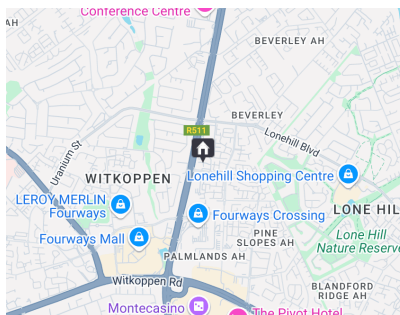 Conference Centre
BEVERLEY AH
BEVERLEY
R511
Lonehill Blvd
Uranium St
WITKOPPEN
Lonehill Shopping Centre
LEROY MERLIN
Fourways
LONE HIL
Fourways Crossing
Fourways Mall
PINE
SLOPES AH
Lone Hill
Nature Reserve
PALMLANDS AH
Witkoppen Rd
BLANDFORD
RIDGE AH
Montecasino
The Pivot Hotel